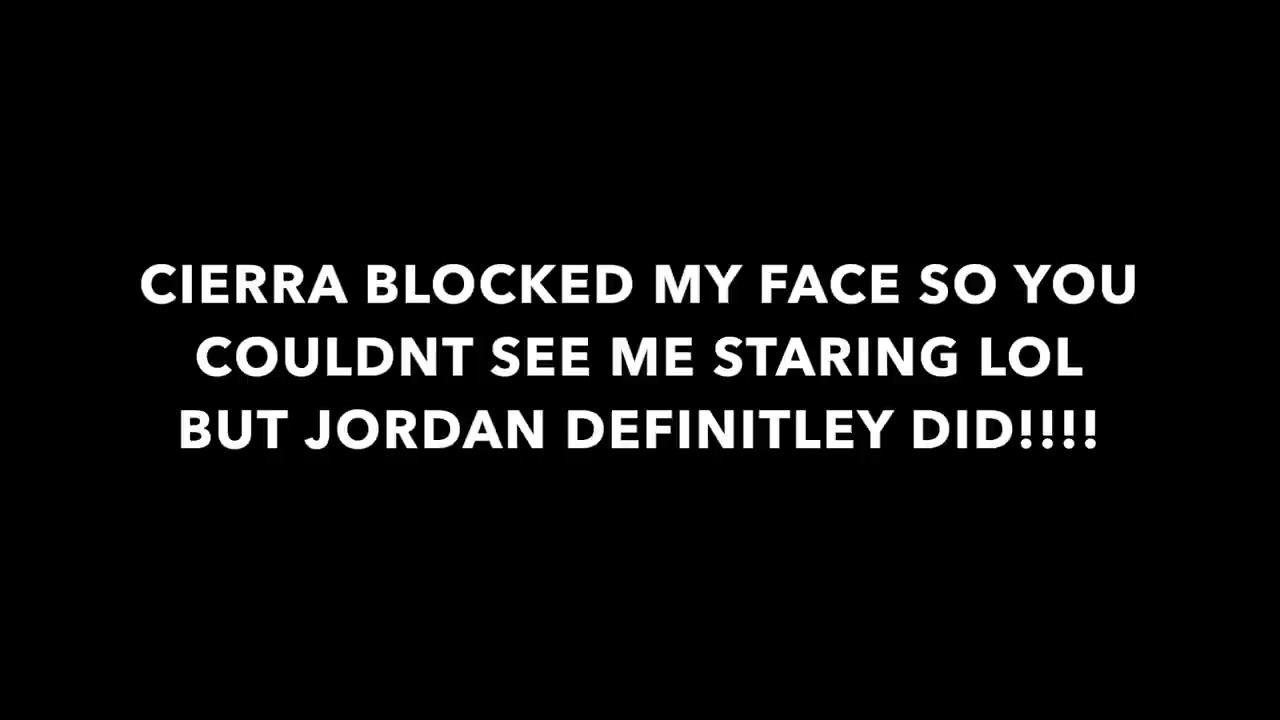 CIERRA BLOCKED MY FACE SO YOU
COULDNT SEE ME STARING LOL
BUT JORDAN DEFINITLEY DID!!!!